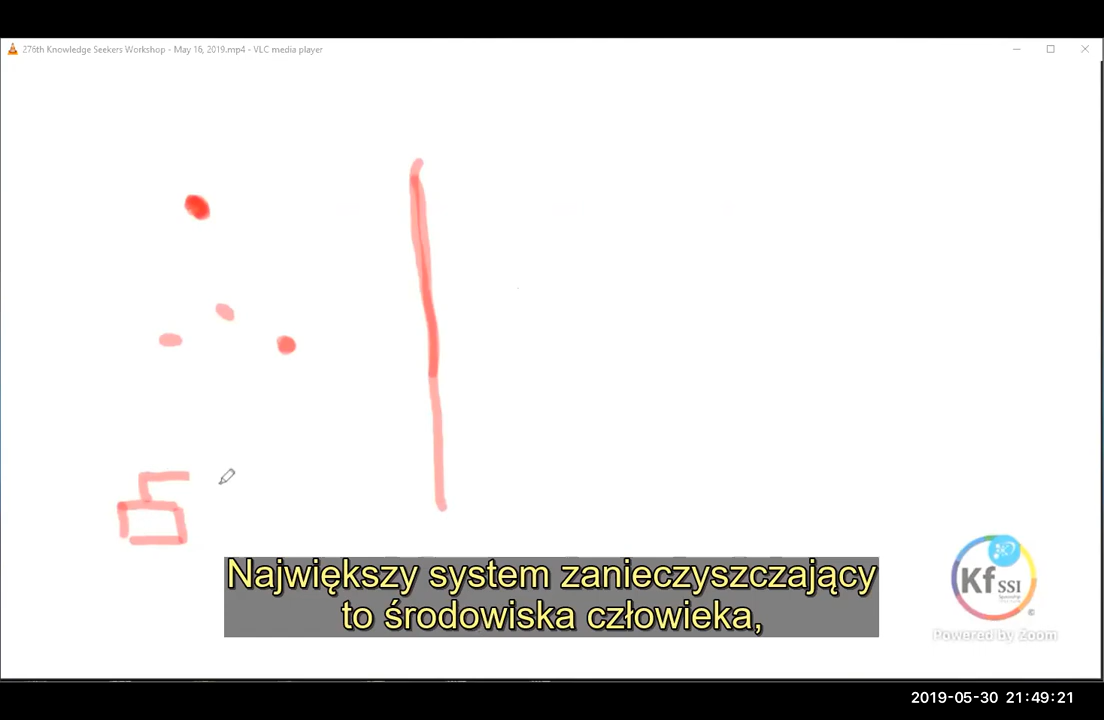 276th Knowledge Seekers Workshop - May 16, 2019.mp4 - VLC media player
Największy system zanieczyszczający
to środowiska człowieka,
Kf SSI
Powered by Zoom
2019-05-30 21:49:21